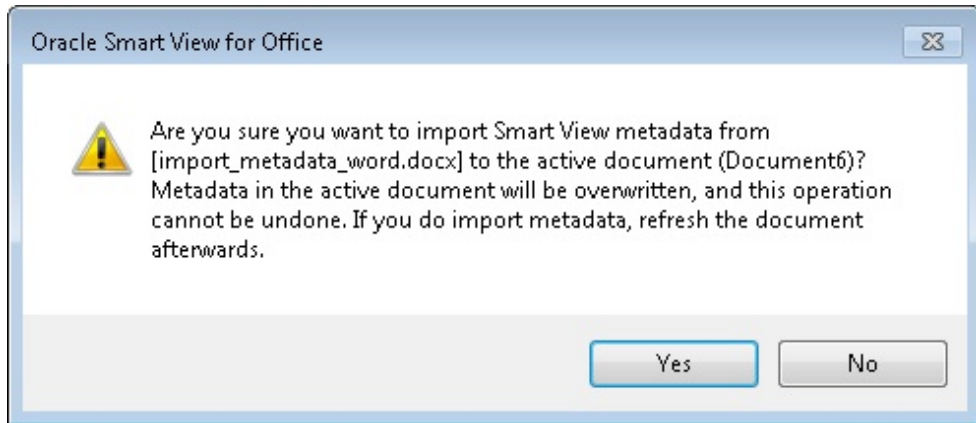 Oracle Smart View for Office
Are you sure you want to import Smart View metadata from
[import_metadata_word.docx] to the active document (Document6)?
Metadata in the active document will be overwritten, and this operation
cannot be undone. If you do import metadata, refresh the document
afterwards.
Yes
No